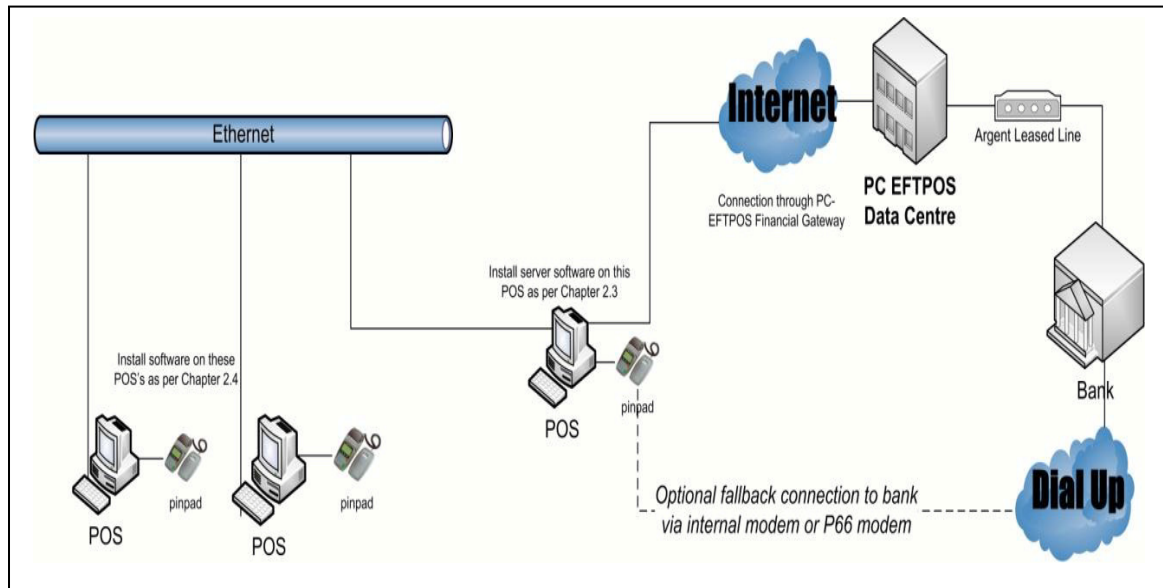 Ethernet
Internet
Argent Leased Line
PC EFTPOS
Data Centre
Connection through PC-
EFTPOS Financial Gateway
Install server software on this
POS as per Chapter 2.3
Install software on these
POS's as per Chapter 2.4
Bank
pinpad
POS
pinpad
POS
pinpad
POS
Optional fallback connection to bank
via internal modem or P66 modem
Dial Up